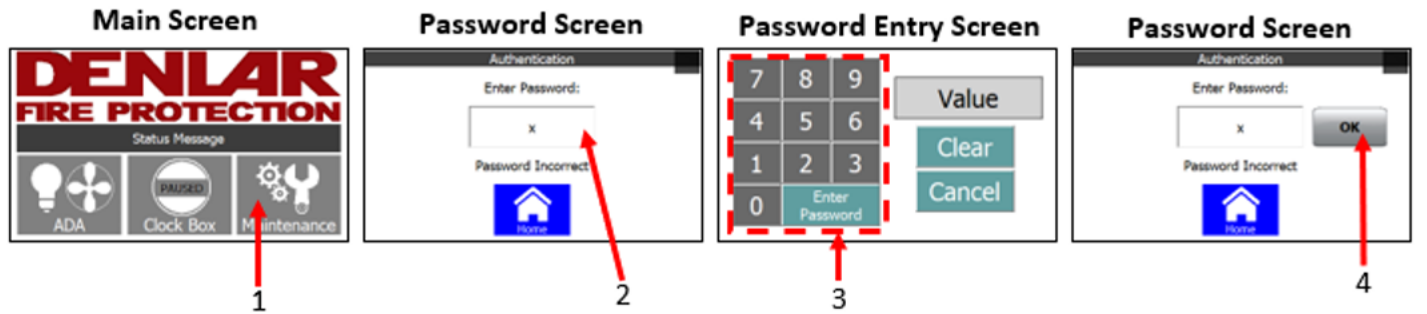 Main Screen
DENLAR
FIRE PROTECTION
Status Message
ADA
PAUSED
Clock Box
Maintenance
1
Password Screen
Authentication
Enter Password:
x
Password Incorrect
Home
2
Password Entry Screen
7 8 9
4 5 6
1 2 3
0 Enter
Password
Value
Clear
Cancel
3
Password Screen
Authentication
Enter Password:
x
OK
Password Incorrect
Home
4